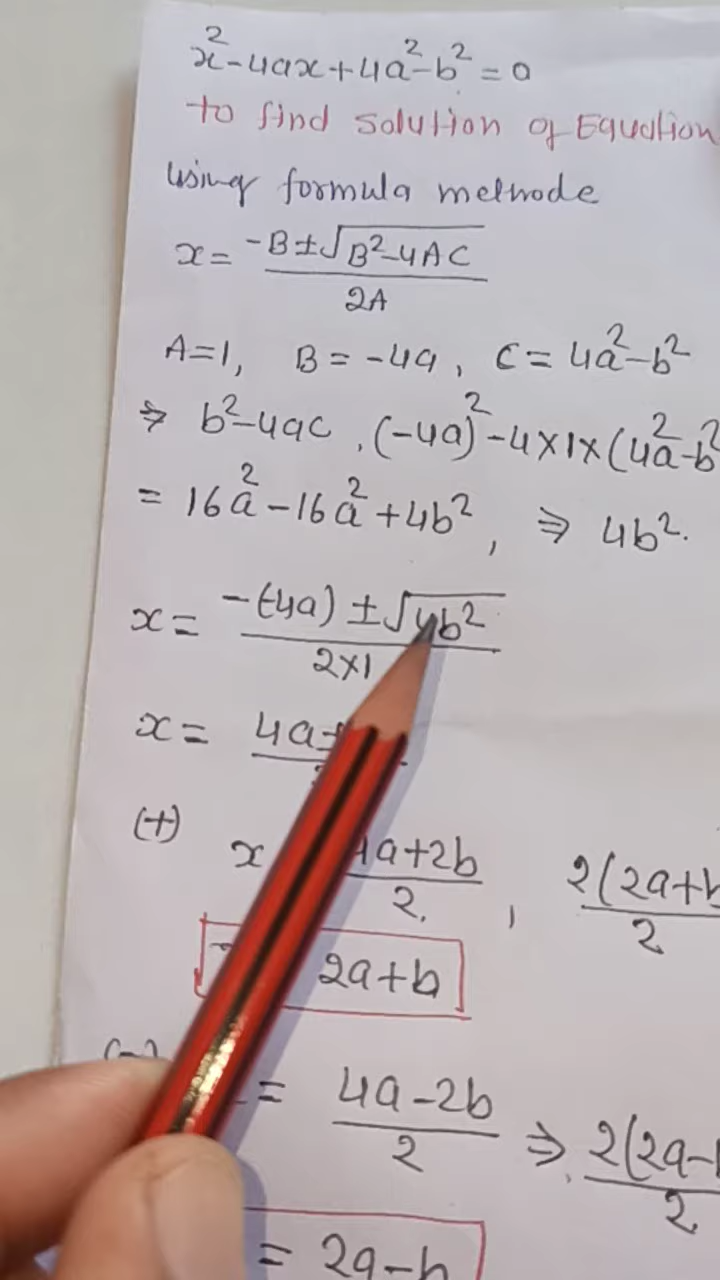 x²-4ax+4a²-b²=0
to find solution of Equation
using formula methode
x= -B±√B²-4AC / 2A
A=1, B=-4a, C=4a²-b²
⇒ b²-4ac, (-4a)²-4×1×(4a²-b²
= 16a²-16a²+4b², ⇒ 4b².
x= -(-4a)±√4b² / 2×1
x= 4a±
(+)
x 4a+2b / 2, 2(2a+b / 2
2a+b
(-) = 4a-2b / 2 ⇒ 2(2a- / 2
= 2a-b